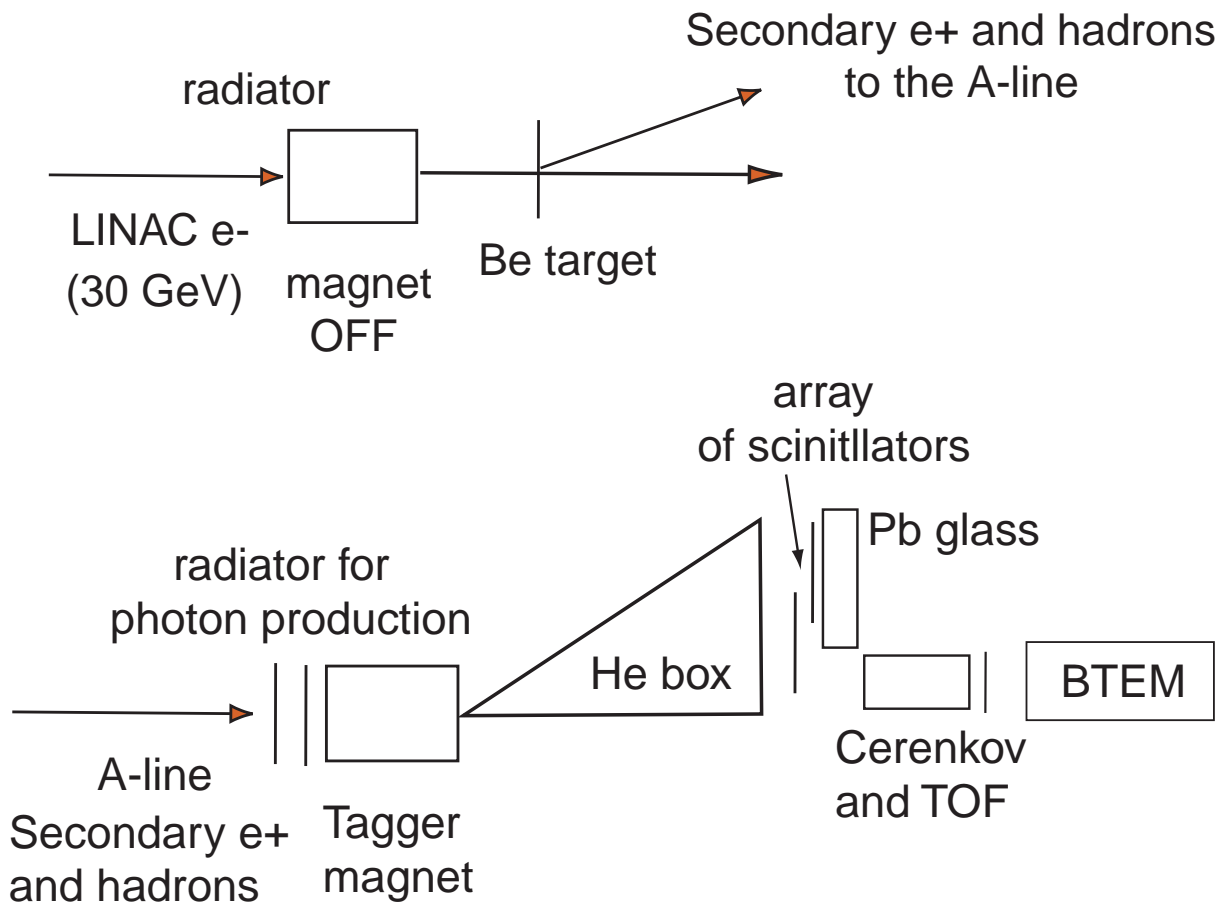 Secondary e+ and hadrons
to the A-line
radiator
LINAC e-
(30 GeV)
magnet
OFF
Be target
array
of scinitllators
Pb glass
radiator for
photon production
He box
BTEM
Cerenkov
and TOF
A-line
Secondary e+
and hadrons
Tagger
magnet